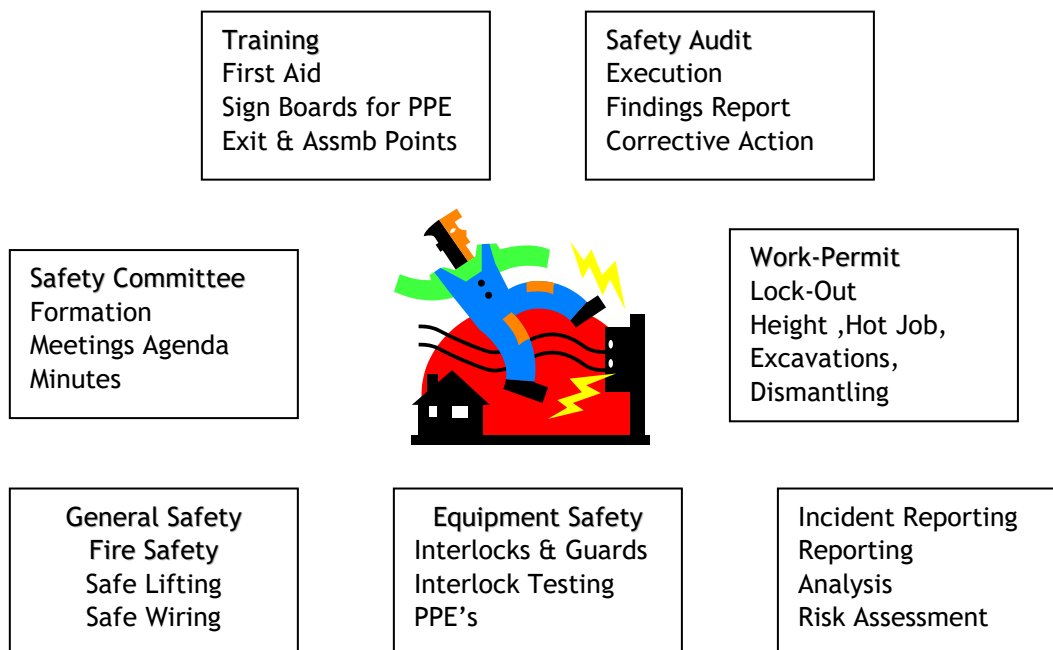 Training
First Aid
Sign Boards for PPE
Exit & Assmb Points
Safety Audit
Execution
Findings Report
Corrective Action
Safety Committee
Formation
Meetings Agenda
Minutes
Work-Permit
Lock-Out
Height ,Hot Job,
Excavations,
Dismantling
General Safety
Fire Safety
Safe Lifting
Safe Wiring
Equipment Safety
Interlocks & Guards
Interlock Testing
PPE’s
Incident Reporting
Reporting
Analysis
Risk Assessment